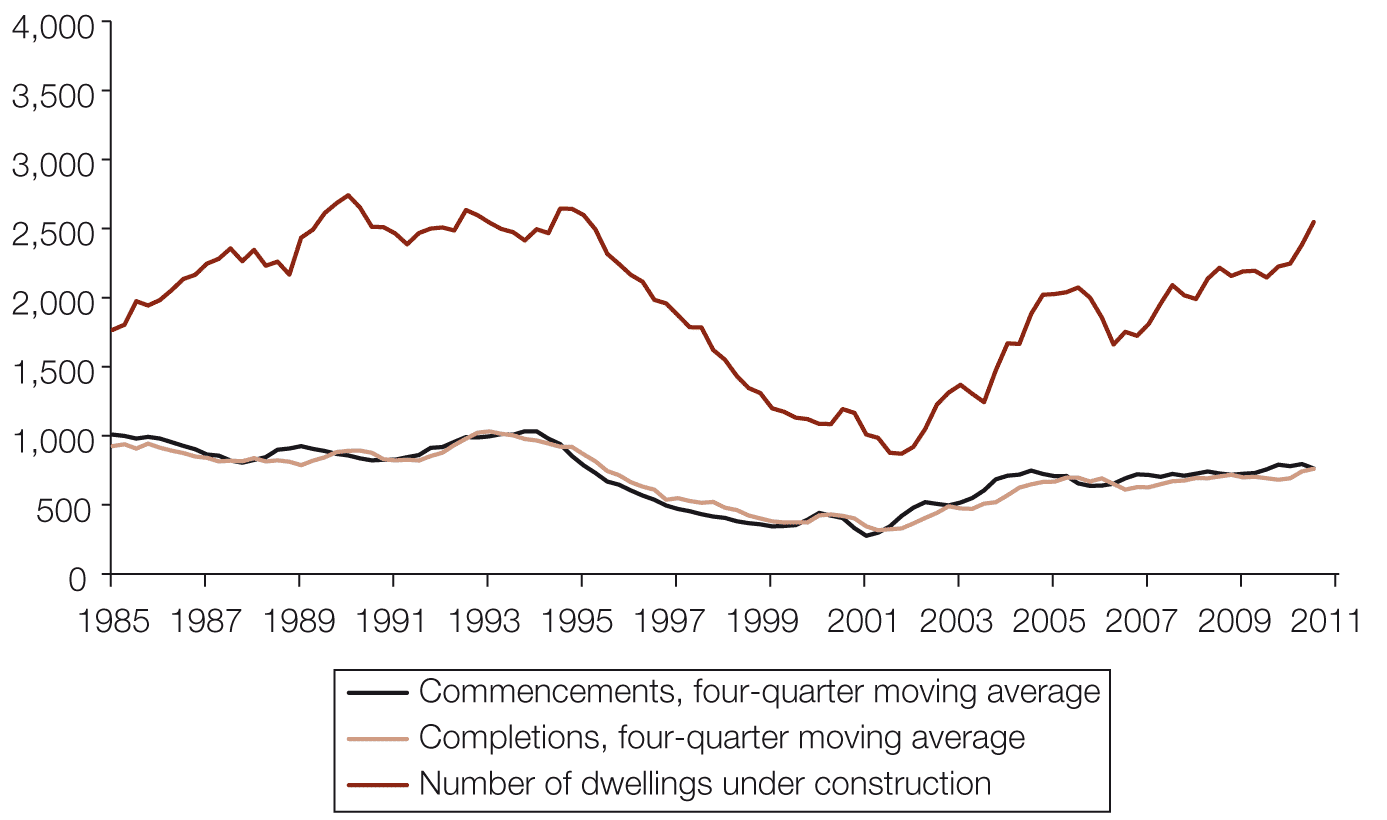 4,000
3,500
3,000
2,500
2,000
1,500
1,000
500
0
1985 1987 1989 1991 1993 1995 1997 1999 2001 2003 2005 2007 2009 2011
Commencements, four-quarter moving average
Completions, four-quarter moving average
Number of dwellings under construction